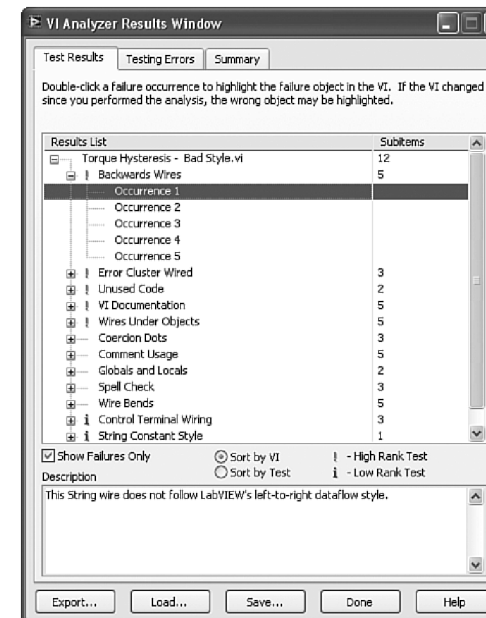 VI Analyzer Results Window
Test Results Testing Errors Summary
Double-click a failure occurrence to highlight the failure object in the VI. If the VI changed
since you performed the analysis, the wrong object may be highlighted.
Results List Subitems
Torque Hysteresis - Bad Style.vi 12
! Backwards Wires 5
Occurrence 1
Occurrence 2
Occurrence 3
Occurrence 4
Occurrence 5
! Error Cluster Wired 3
! Unused Code 2
! VI Documentation 5
! Wires Under Objects 5
Coercion Dots 3
Comment Usage 5
Globals and Locals 2
Spell Check 3
Wire Bends 5
i Control Terminal Wiring 3
i String Constant Style 1
Show Failures Only Sort by VI ! - High Rank Test
Sort by Test i - Low Rank Test
Description
This String wire does not follow LabVIEW's left-to-right dataflow style.
Export... Load... Save... Done Help